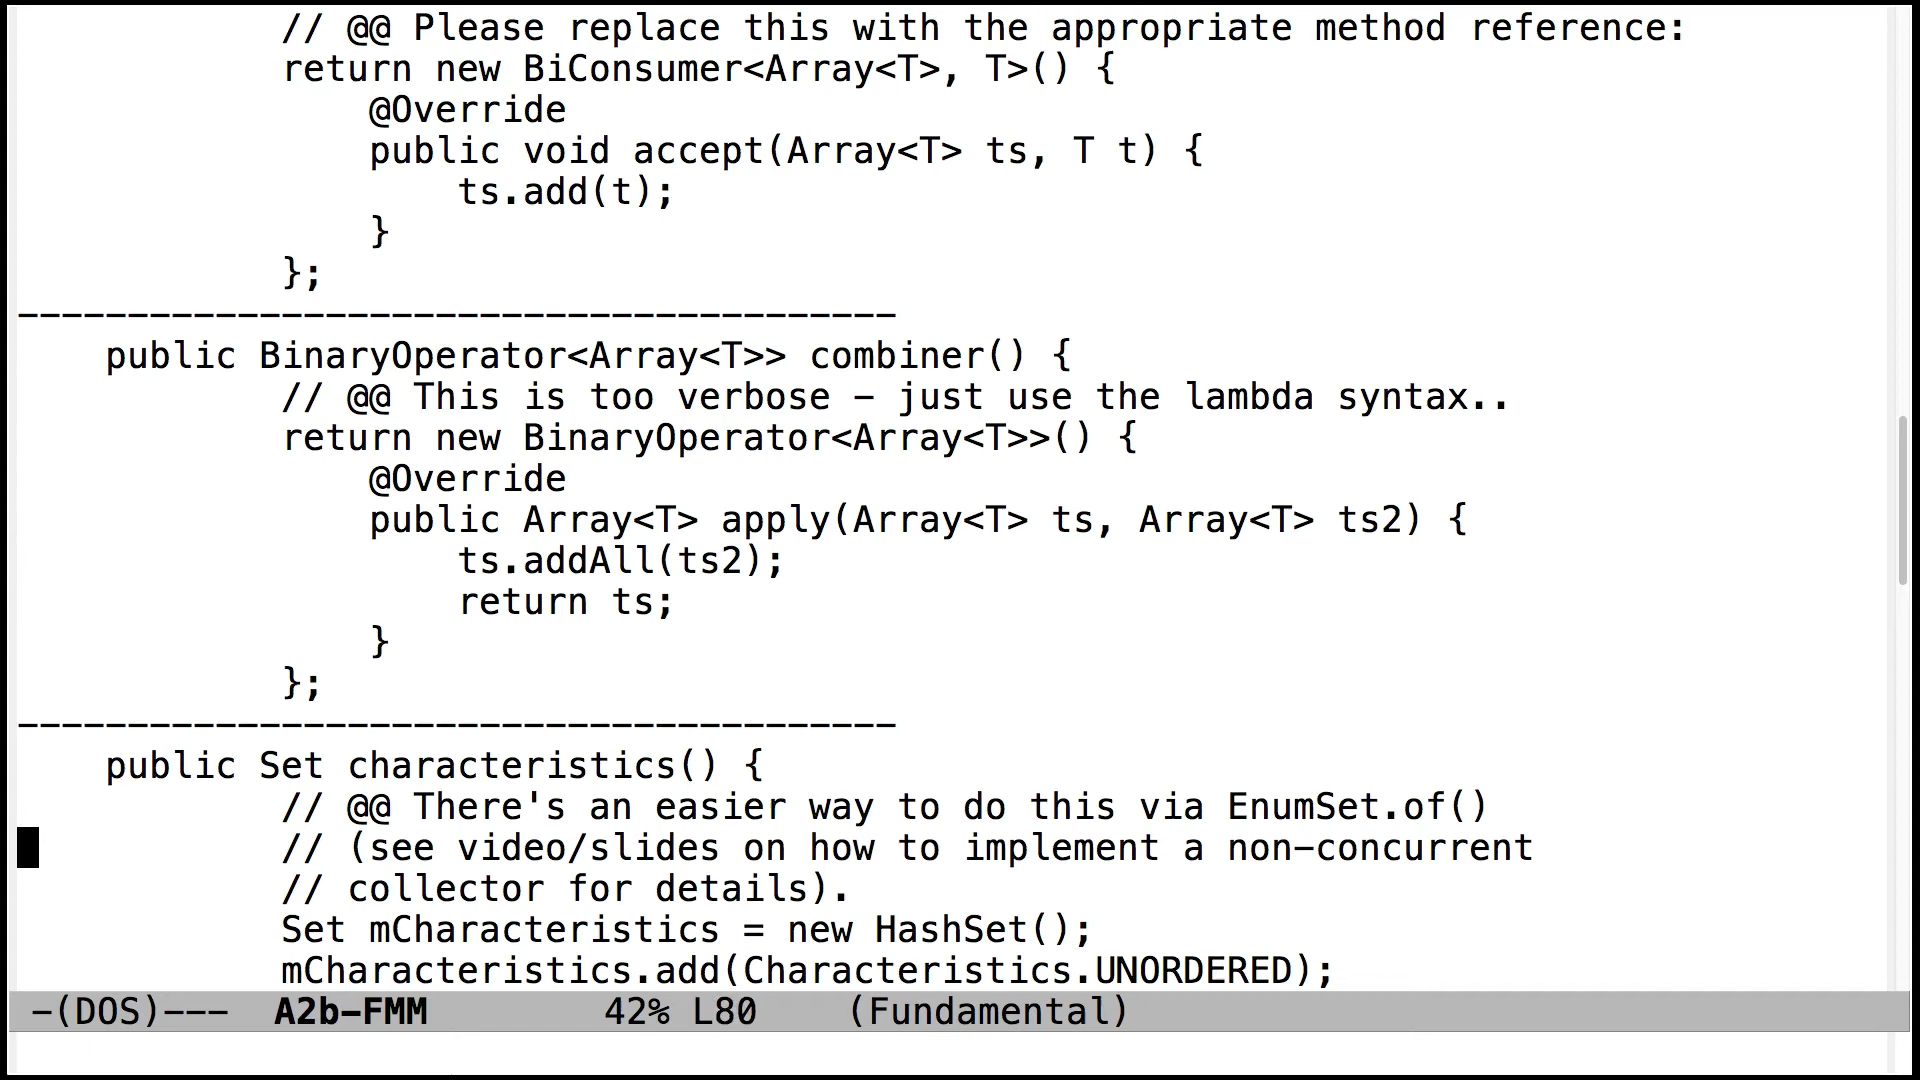 // @@ Please replace this with the appropriate method reference:
return new BiConsumer<Array<T>, T>() {
@Override
public void accept(Array<T> ts, T t) {
ts.add(t);
}
};
----------------------------------------
public BinaryOperator<Array<T>> combiner() {
// @@ This is too verbose - just use the lambda syntax..
return new BinaryOperator<Array<T>>() {
@Override
public Array<T> apply(Array<T> ts, Array<T> ts2) {
ts.addAll(ts2);
return ts;
}
};
----------------------------------------
public Set characteristics() {
// @@ There's an easier way to do this via EnumSet.of()
// (see video/slides on how to implement a non-concurrent
// collector for details).
Set mCharacteristics = new HashSet();
mCharacteristics.add(Characteristics.UNORDERED);
-(DOS)--- A2b-FMM 42% L80 (Fundamental)